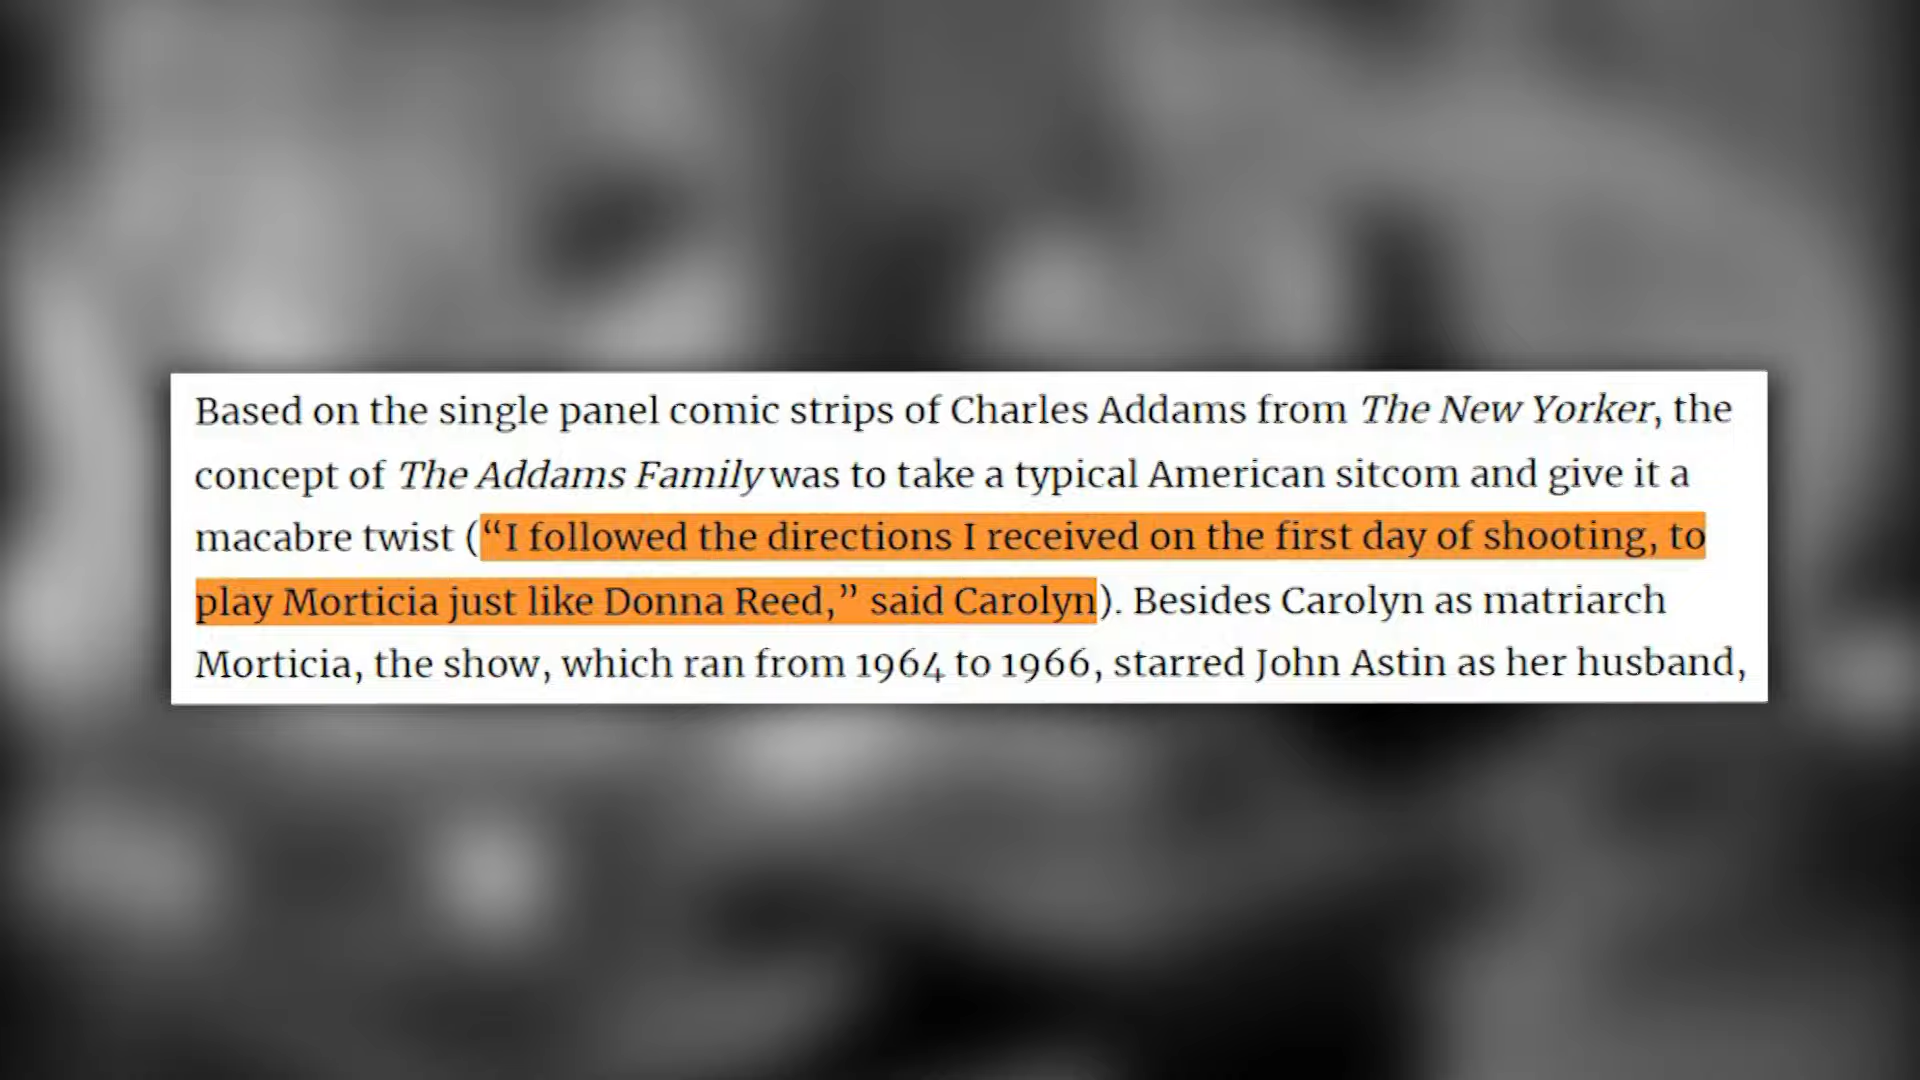 Based on the single panel comic strips of Charles Addams from The New Yorker, the
concept of The Addams Family was to take a typical American sitcom and give it a
macabre twist (“I followed the directions I received on the first day of shooting, to
play Morticia just like Donna Reed,” said Carolyn). Besides Carolyn as matriarch
Morticia, the show, which ran from 1964 to 1966, starred John Astin as her husband,